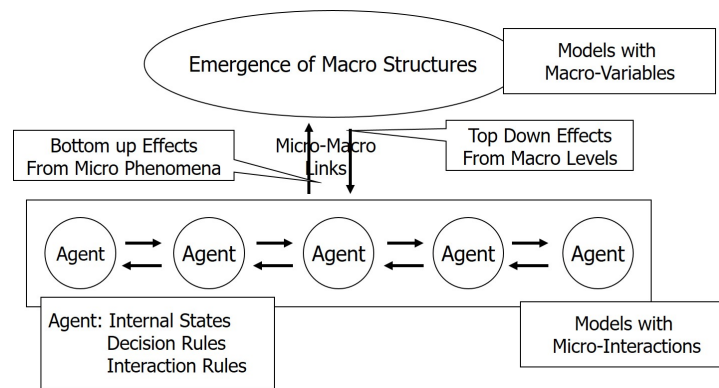 Emergence of Macro Structures
Models with
Macro-Variables
Bottom up Effects
From Micro Phenomena
Micro-Macro
Links
Top Down Effects
From Macro Levels
Agent
Agent
Agent
Agent
Agent
Agent: Internal States
Decision Rules
Interaction Rules
Models with
Micro-Interactions